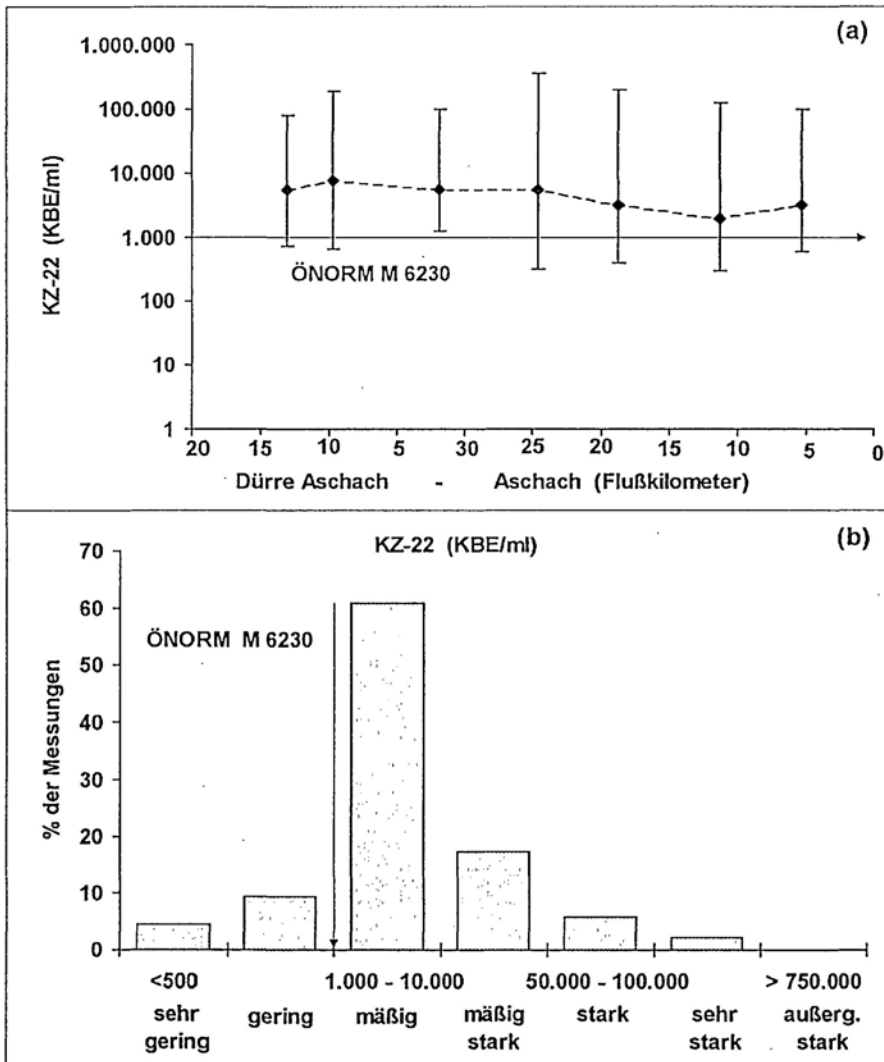 (a)
1.000.000
100.000
10.000
1.000
100
10
1
KZ-22 (KBE/ml)
ÖNORM M 6230
20 15 10 5 30 25 20 15 10 5 0
Dürre Aschach - Aschach (Flußkilometer)
(b)
KZ-22 (KBE/ml)
70
60
50
40
30
20
10
0
% der Messungen
ÖNORM M 6230
<500 1.000 - 10.000 50.000 - 100.000 > 750.000
sehr gering mäßig mäßig stark sehr außerg.
gering stark stark stark